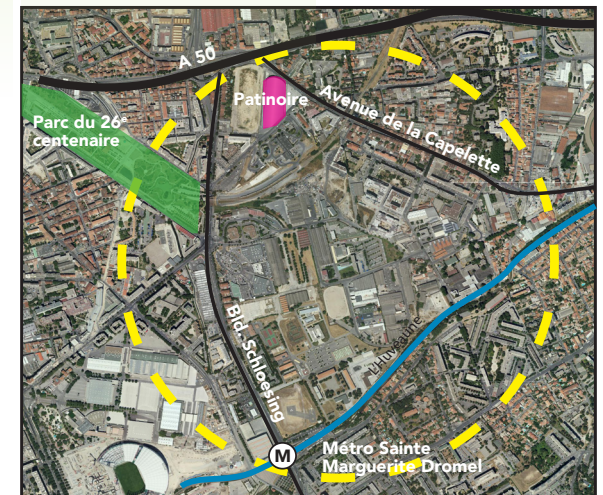 A 50
Patinoire
Avenue de la Capelette
Parc du 26e
centenaire
Bld. Schloesing
L'Huveaune
M
Métro Sainte
Marguerite Dromel